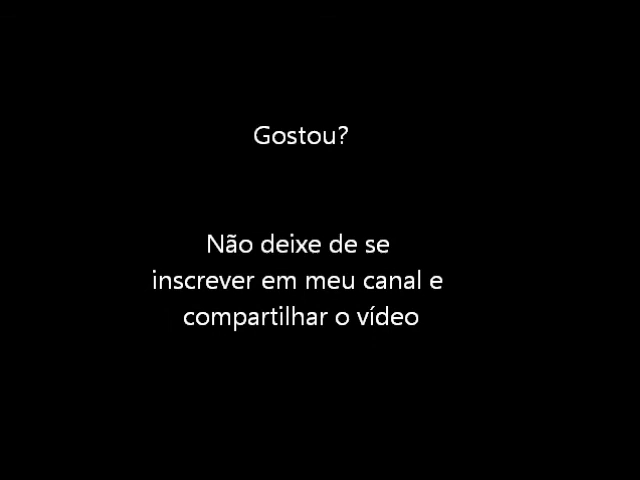 Gostou?
Não deixe de se
inscrever em meu canal e
compartilhar o vídeo